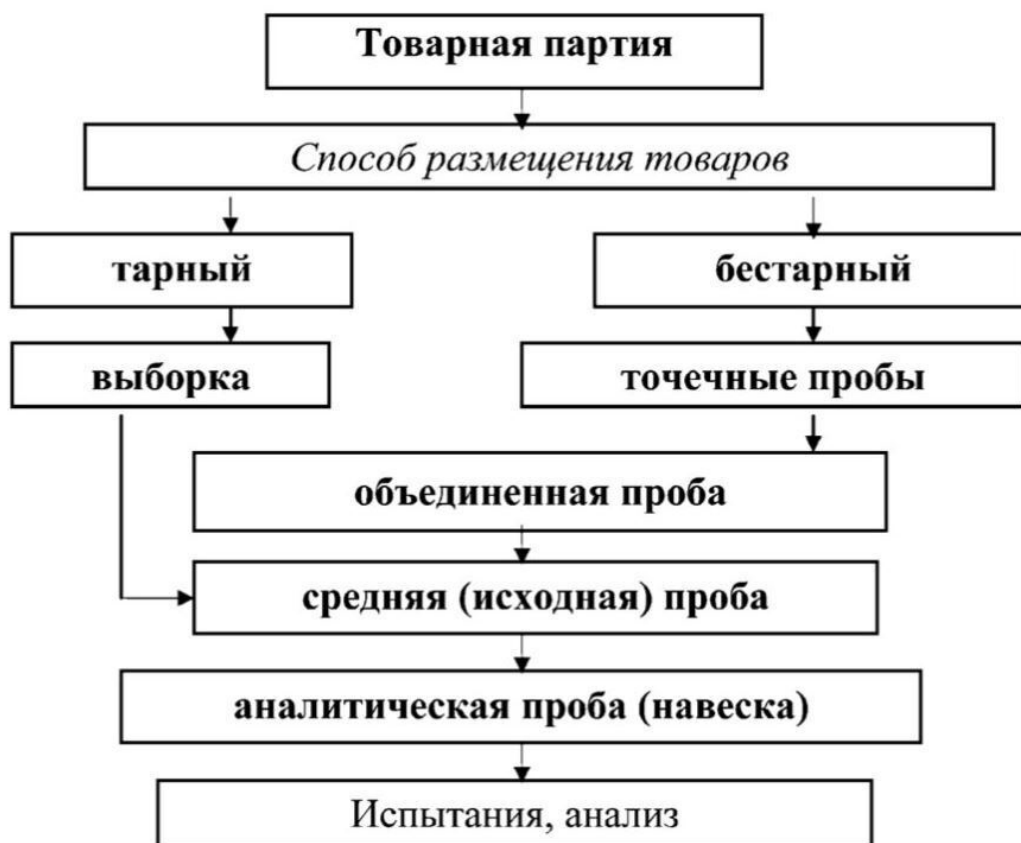 Товарная партия
Способ размещения товаров
тарный
бестарный
выборка
точечные пробы
объединенная проба
средняя (исходная) проба
аналитическая проба (навеска)
Испытания, анализ